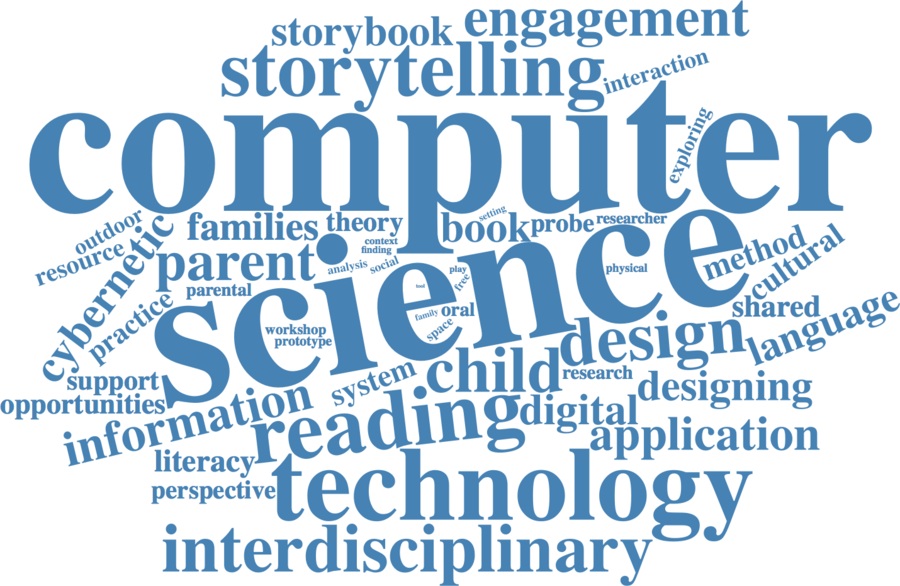 storybook
engagement
storytelling
interaction
computer
exploring
outdoor
resource
cybernetic
families
theory
book
setting
probe
researcher
context
finding
parent
analysis
social
play
free
physical
method
cultural
parental
practice
science
family
oral
space
shared
language
workshop
prototype
design
support
opportunities
system
child
research
designing
information
reading
digital
application
literacy
perspective
technology
interdisciplinary